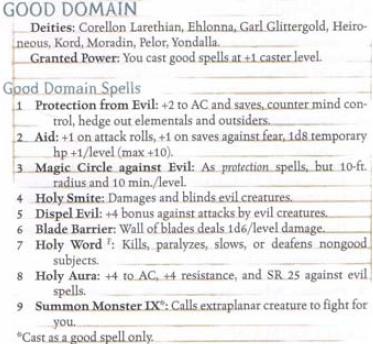 GOOD DOMAIN
Deities: Corellon Larethian, Ehlonna, Garl Glittergold, Heiro-
neous, Kord, Moradin, Pelor, Yondalla.
Granted Power: You cast good spells at +1 caster level.
Good Domain Spells
1 Protection from Evil: +2 to AC and saves, counter mind con-
trol, hedge out elementals and outsiders.
2 Aid: +1 on attack rolls, +1 on saves against fear, 1d8 temporary
hp +1/level (max +10).
3 Magic Circle against Evil: As protection spells, but 10-ft.
radius and 10 min./level.
4 Holy Smite: Damages and blinds evil creatures.
5 Dispel Evil: +4 bonus against attacks by evil creatures.
6 Blade Barrier: Wall of blades deals 1d6/level damage.
7 Holy Word F: Kills, paralyzes, slows, or deafens nongood
subjects.
8 Holy Aura: +4 to AC, +4 resistance, and SR 25 against evil
spells.
9 Summon Monster IX*: Calls extraplanar creature to fight for
you.
*Cast as a good spell only.